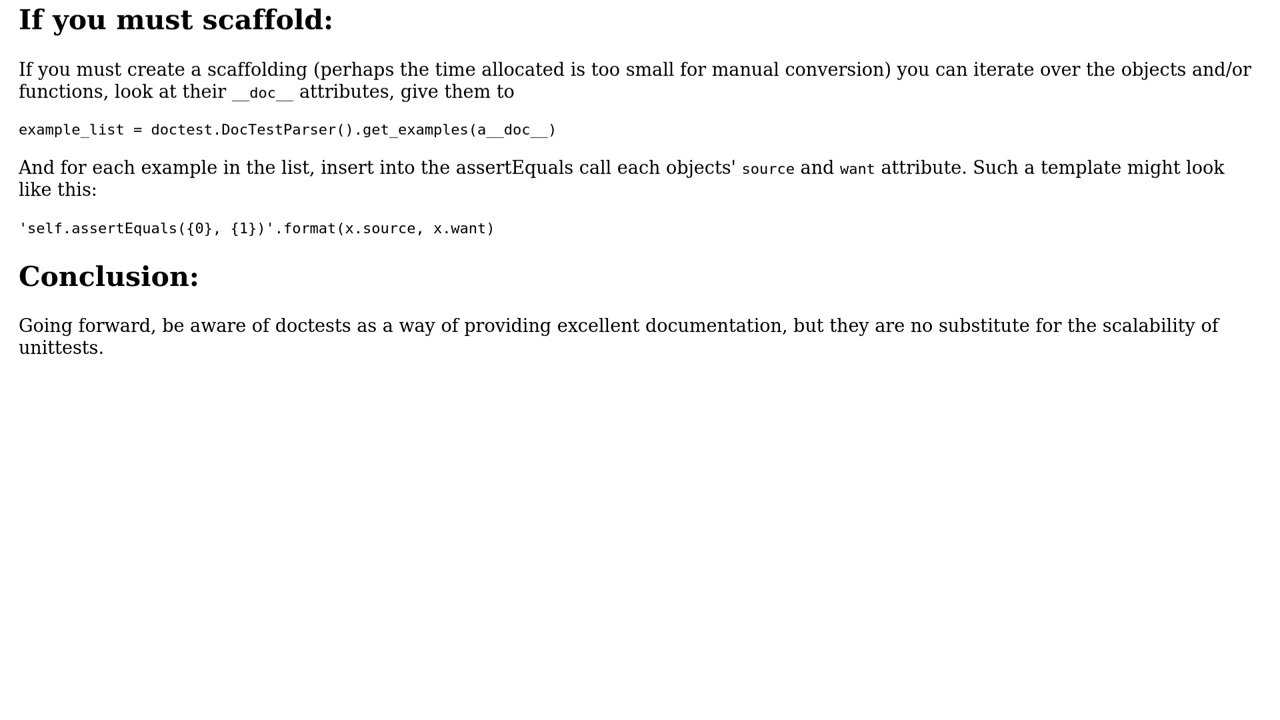 If you must scaffold:
If you must create a scaffolding (perhaps the time allocated is too small for manual conversion) you can iterate over the objects and/or
functions, look at their __doc__ attributes, give them to
example_list = doctest.DocTestParser().get_examples(a__doc__)
And for each example in the list, insert into the assertEquals call each objects' source and want attribute. Such a template might look
like this:
'self.assertEquals({0}, {1})'.format(x.source, x.want)
Conclusion:
Going forward, be aware of doctests as a way of providing excellent documentation, but they are no substitute for the scalability of
unittests.